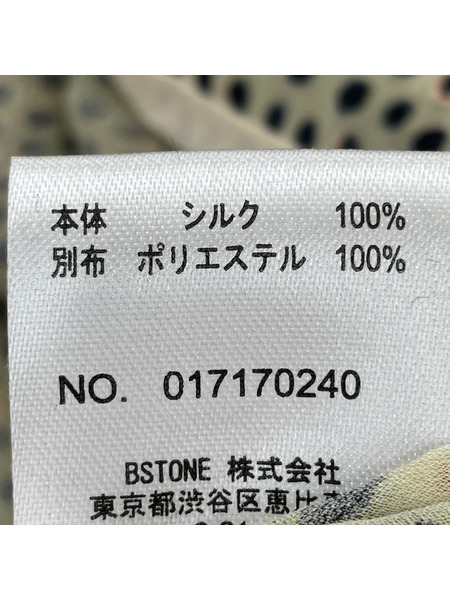 本体 シルク 100%
別布 ポリエステル 100%
NO. 017170240
BSTONE 株式会社
東京都渋谷区恵比